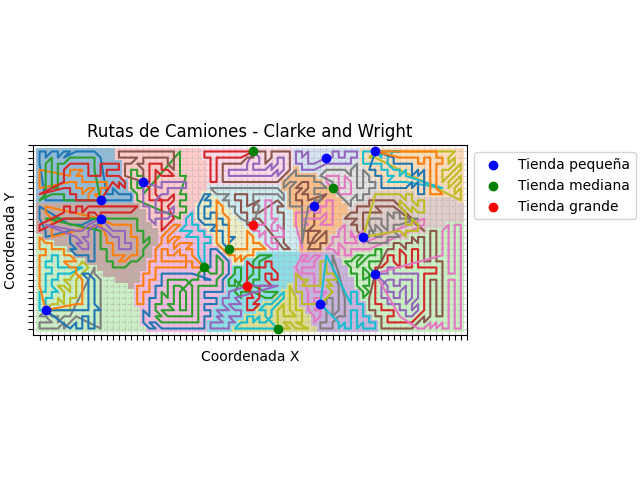 Rutas de Camiones - Clarke and Wright
Coordenada Y
Coordenada X
Tienda pequeña
Tienda mediana
Tienda grande